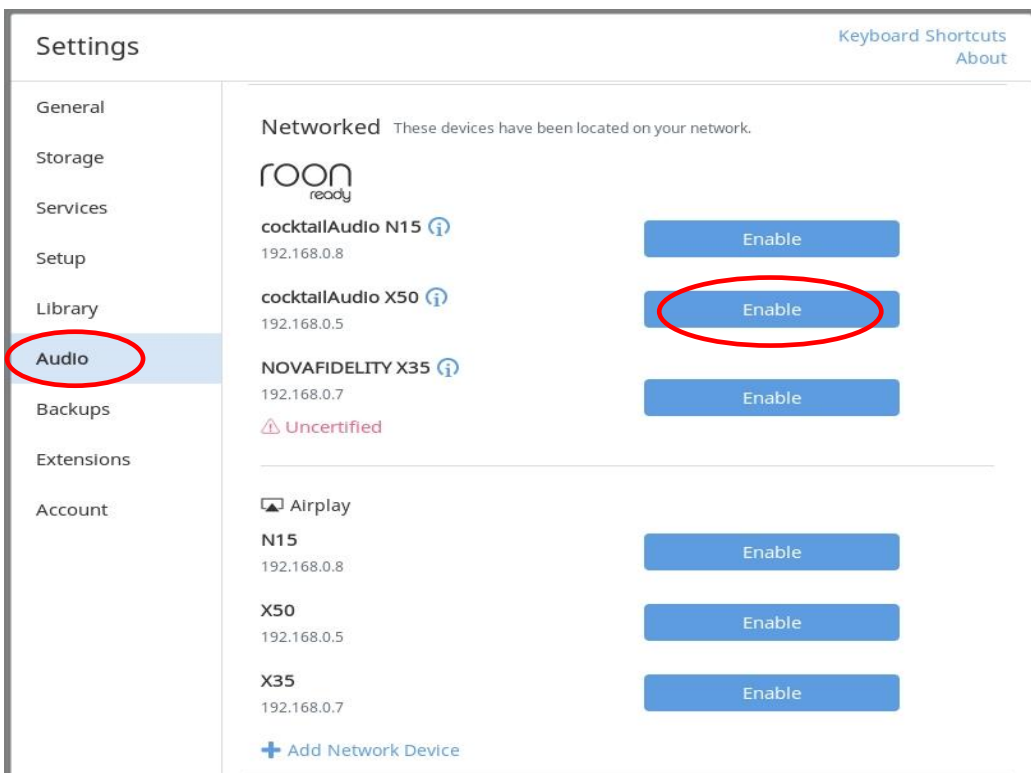 Settings
Keyboard Shortcuts
About
General
Storage
Services
Setup
Library
Audio
Backups
Extensions
Account
Networked These devices have been located on your network.
roon
ready
cocktailAudio N15
192.168.0.8
Enable
cocktailAudio X50
192.168.0.5
Enable
NOVAFIDELITY X35
192.168.0.7
Uncertified
Enable
Airplay
N15
192.168.0.8
Enable
X50
192.168.0.5
Enable
X35
192.168.0.7
Enable
Add Network Device